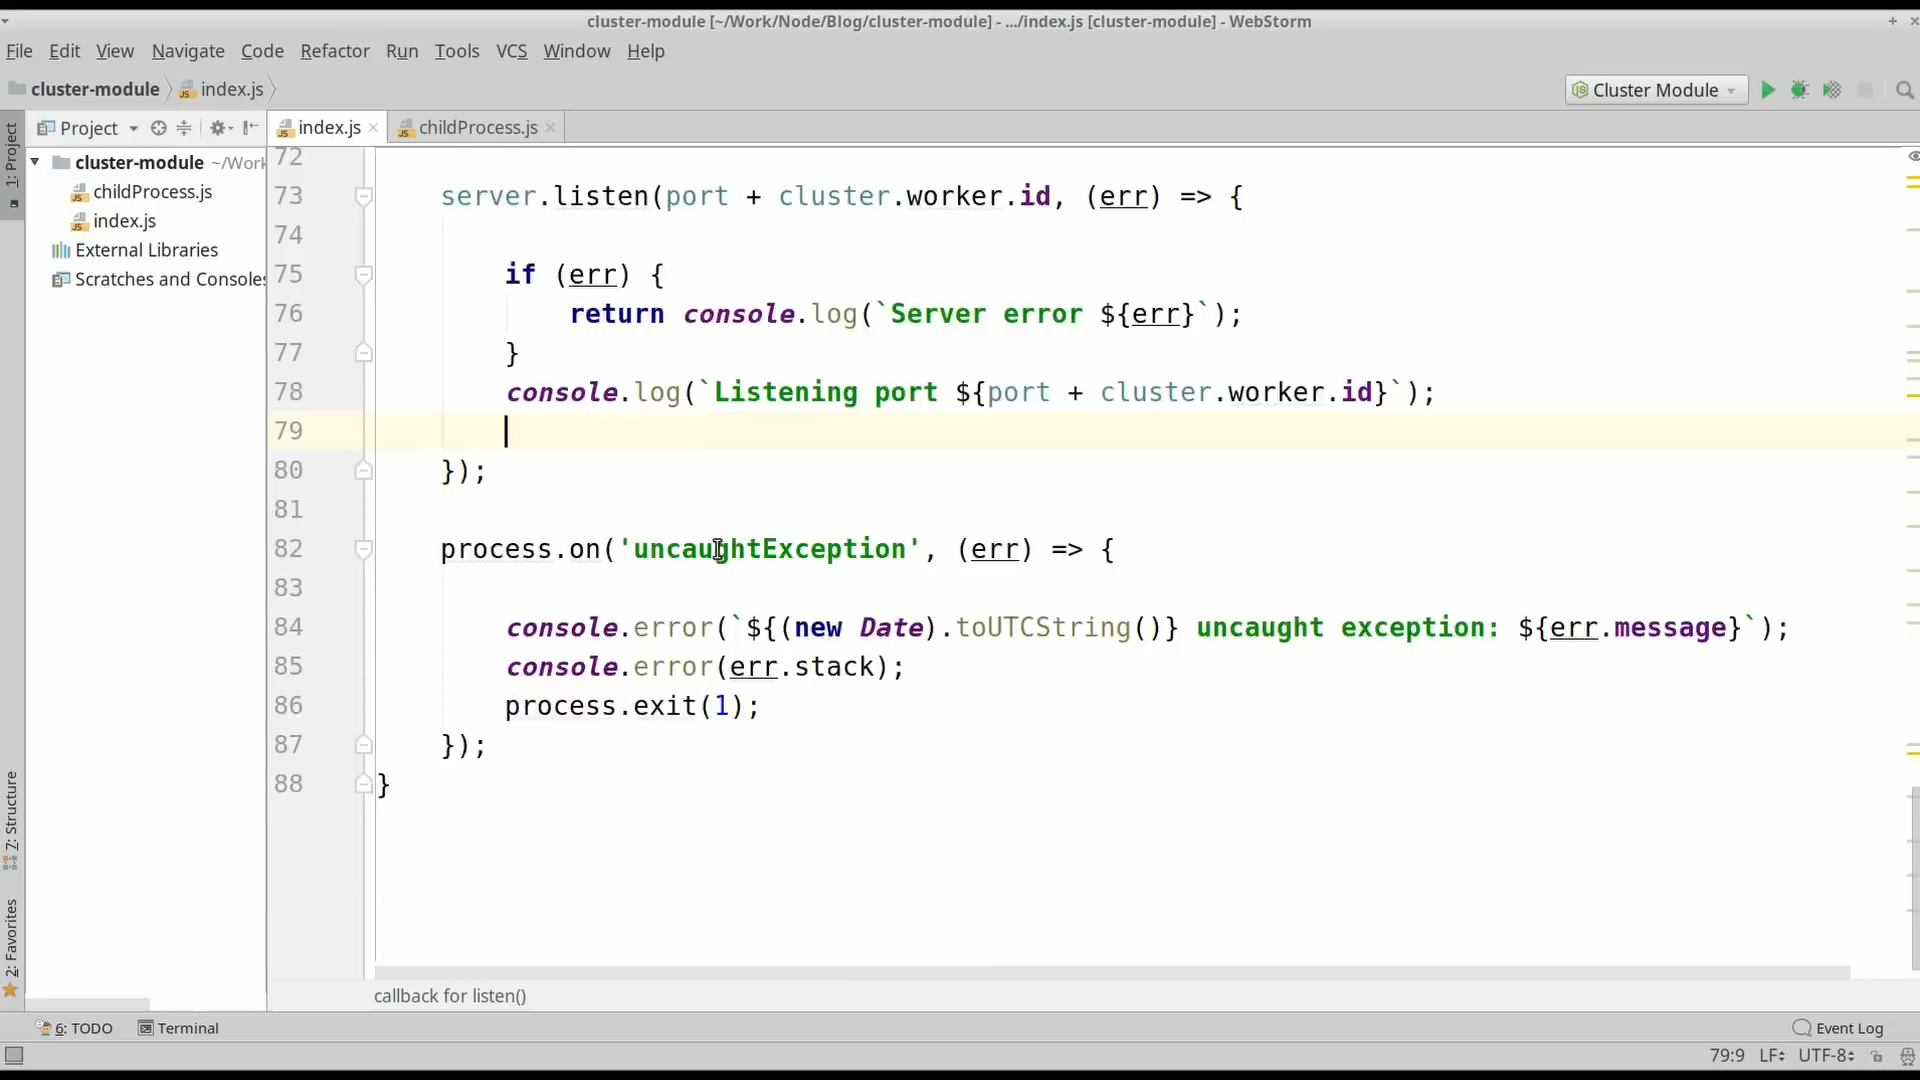 cluster-module [~/Work/Node/Blog/cluster-module] - .../index.js [cluster-module] - WebStorm
File Edit View Navigate Code Refactor Run Tools VCS Window Help
cluster-module index.js Cluster Module
1: Project
Project
index.js childProcess.js
cluster-module ~/Work
childProcess.js
index.js
External Libraries
Scratches and Consoles
72
73 server.listen(port + cluster.worker.id, (err) => {
74
75 if (err) {
76 return console.log(`Server error ${err}`);
77 }
78 console.log(`Listening port ${port + cluster.worker.id}`);
79
80 });
81
82 process.on('uncaughtException', (err) => {
83
84 console.error(`${(new Date).toUTCString()} uncaught exception: ${err.message}`);
85 console.error(err.stack);
86 process.exit(1);
87 });
88 }
7: Structure
2: Favorites
callback for listen()
6: TODO Terminal Event Log
79:9 LF UTF-8